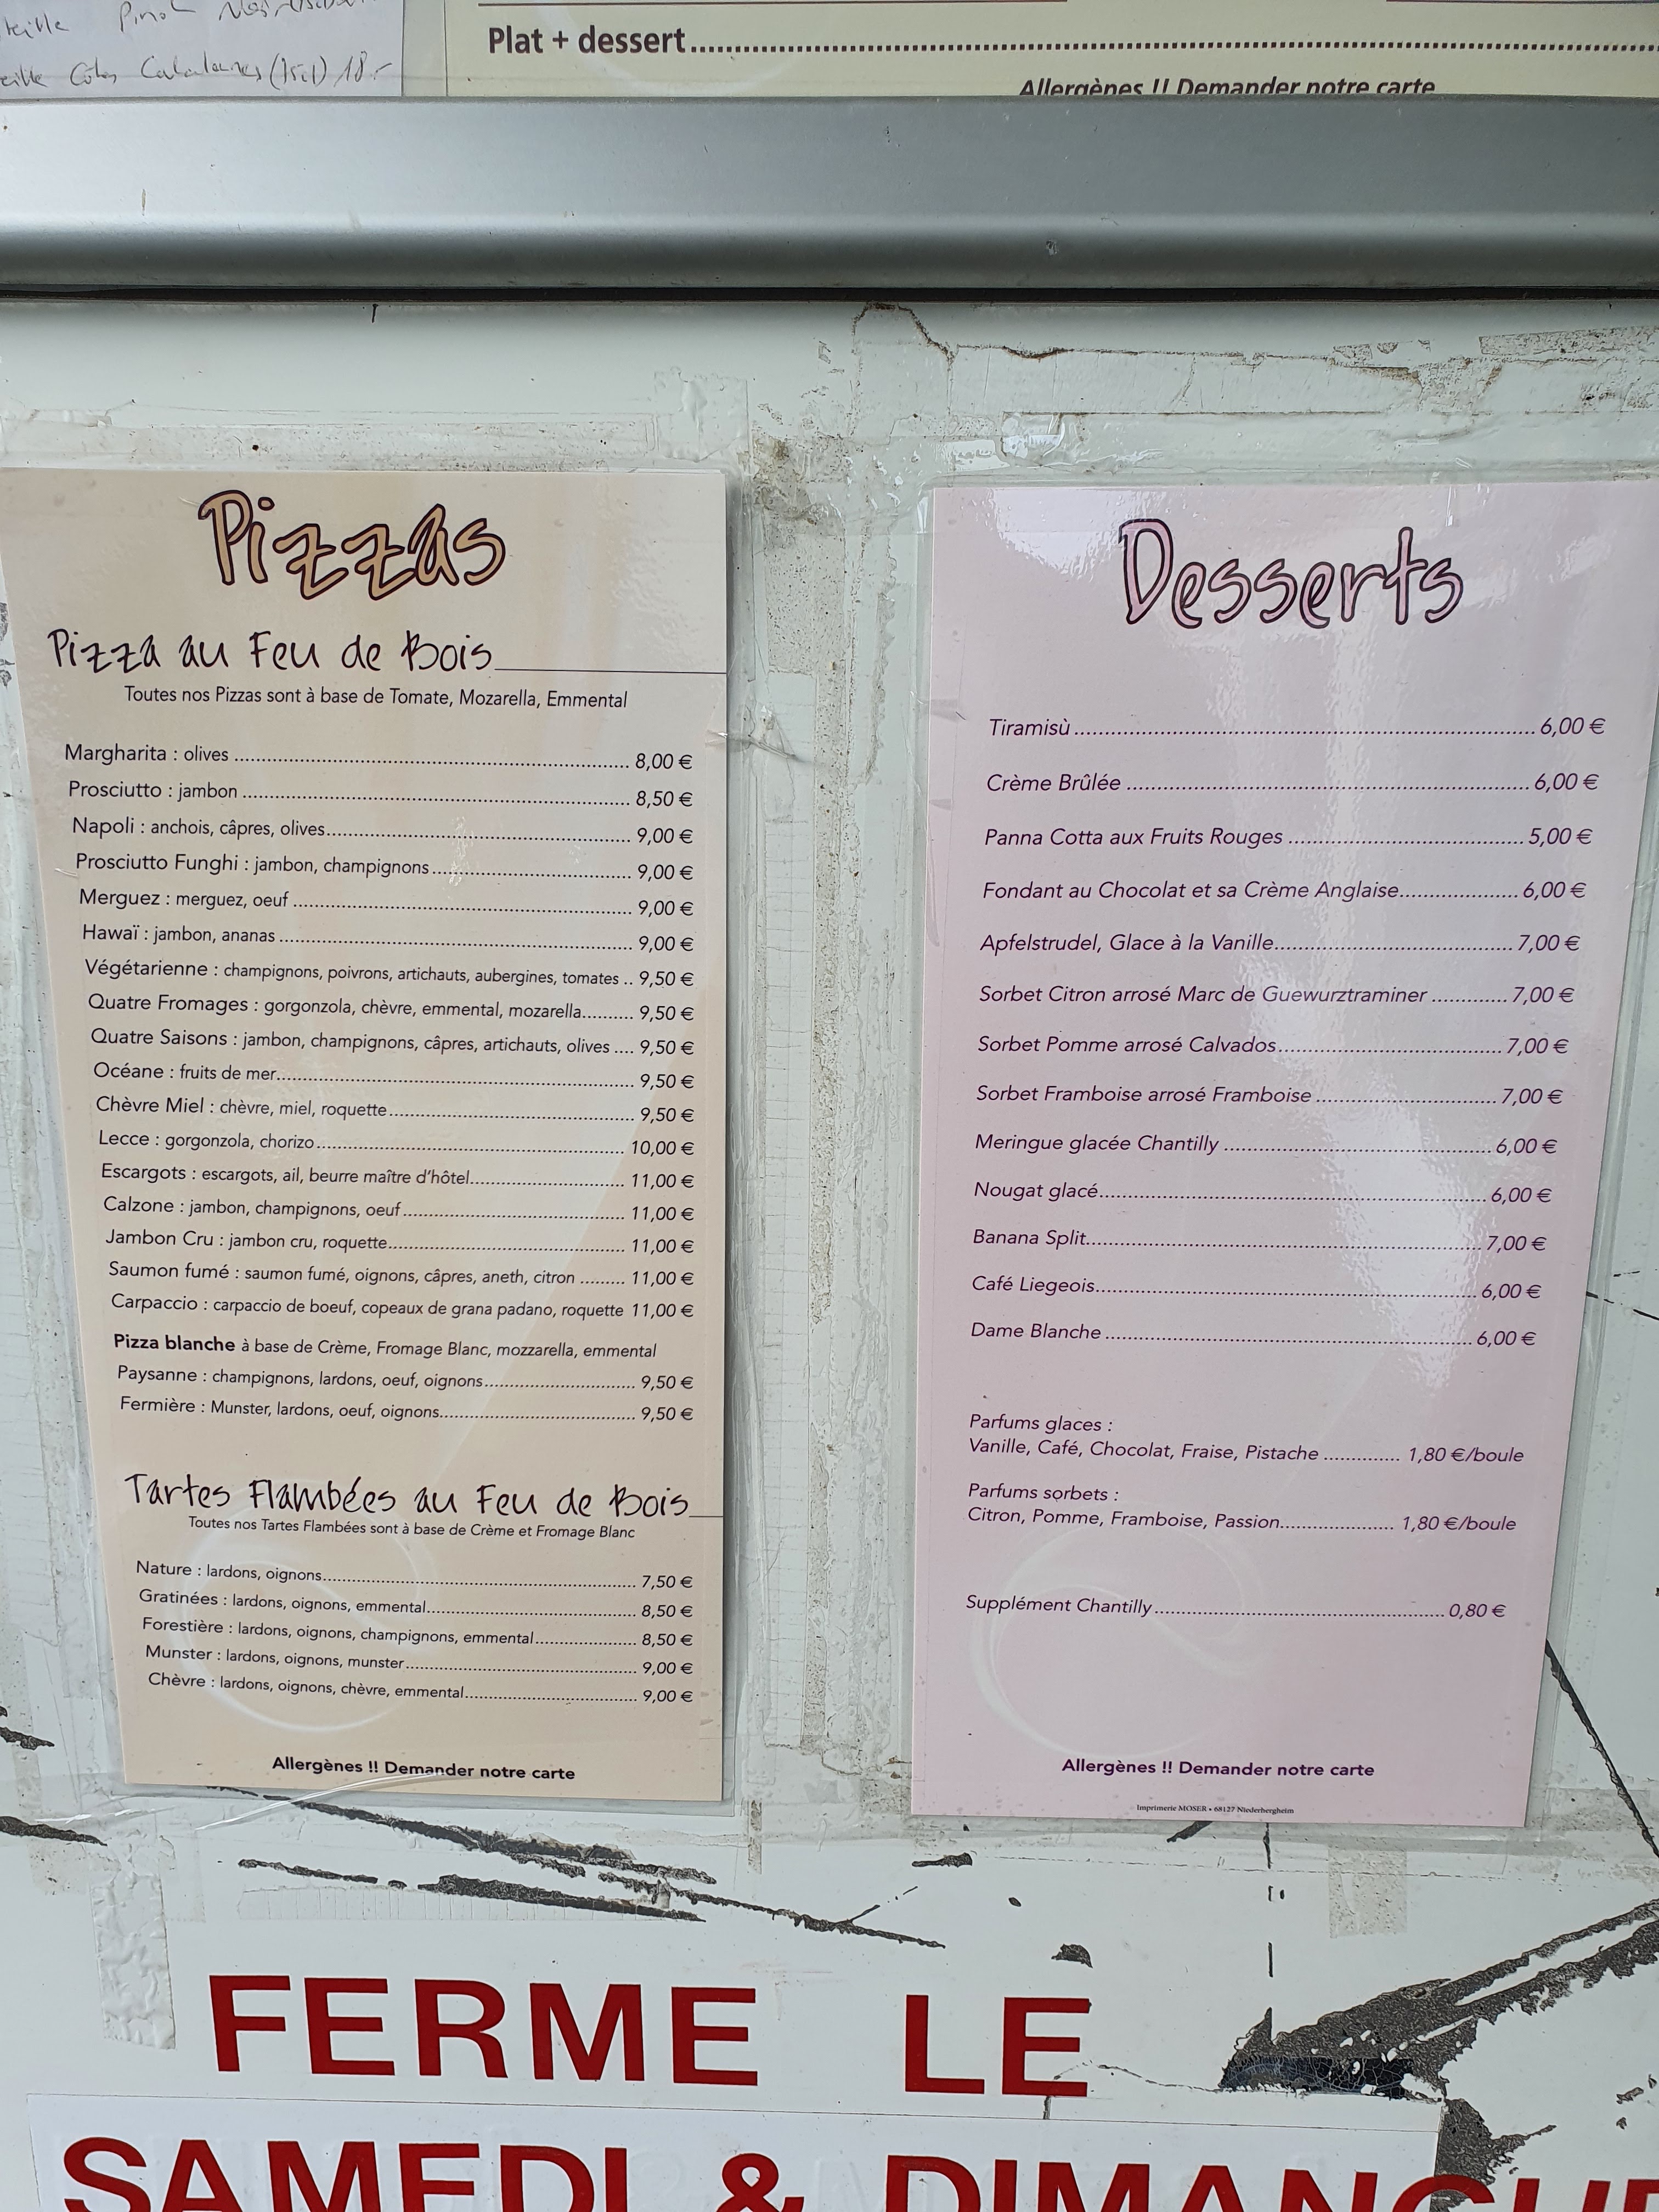 Pinot Noir
Côtes Catalanes (75cl) 18.-
Plat + dessert
Allergènes !! Demander notre carte
Pizzas
Pizza au Feu de Bois
Toutes nos Pizzas sont à base de Tomate, Mozarella, Emmental
Margharita : olives 8,00 €
Prosciutto : jambon 8,50 €
Napoli : anchois, câpres, olives 9,00 €
Prosciutto Funghi : jambon, champignons 9,00 €
Merguez : merguez, oeuf 9,00 €
Hawaï : jambon, ananas 9,00 €
Végétarienne : champignons, poivrons, artichauts, aubergines, tomates 9,50 €
Quatre Fromages : gorgonzola, chèvre, emmental, mozarella 9,50 €
Quatre Saisons : jambon, champignons, câpres, artichauts, olives 9,50 €
Océane : fruits de mer 9,50 €
Chèvre Miel : chèvre, miel, roquette 9,50 €
Lecce : gorgonzola, chorizo 10,00 €
Escargots : escargots, ail, beurre maître d'hôtel 11,00 €
Calzone : jambon, champignons, oeuf 11,00 €
Jambon Cru : jambon cru, roquette 11,00 €
Saumon fumé : saumon fumé, oignons, câpres, aneth, citron 11,00 €
Carpaccio : carpaccio de boeuf, copeaux de grana padano, roquette 11,00 €
Pizza blanche à base de Crème, Fromage Blanc, mozzarella, emmental
Paysanne : champignons, lardons, oeuf, oignons 9,50 €
Fermière : Munster, lardons, oeuf, oignons 9,50 €
Tartes Flambées au Feu de Bois
Toutes nos Tartes Flambées sont à base de Crème et Fromage Blanc
Nature : lardons, oignons 7,50 €
Gratinées : lardons, oignons, emmental 8,50 €
Forestière : lardons, oignons, champignons, emmental 8,50 €
Munster : lardons, oignons, munster 9,00 €
Chèvre : lardons, oignons, chèvre, emmental 9,00 €
Allergènes !! Demander notre carte
Desserts
Tiramisù 6,00 €
Crème Brûlée 6,00 €
Panna Cotta aux Fruits Rouges 5,00 €
Fondant au Chocolat et sa Crème Anglaise 6,00 €
Apfelstrudel, Glace à la Vanille 7,00 €
Sorbet Citron arrosé Marc de Guewurztraminer 7,00 €
Sorbet Pomme arrosé Calvados 7,00 €
Sorbet Framboise arrosé Framboise 7,00 €
Meringue glacée Chantilly 6,00 €
Nougat glacé 6,00 €
Banana Split 7,00 €
Café Liegeois 6,00 €
Dame Blanche 6,00 €
Parfums glaces :
Vanille, Café, Chocolat, Fraise, Pistache 1,80 €/boule
Parfums sorbets :
Citron, Pomme, Framboise, Passion 1,80 €/boule
Supplément Chantilly 0,80 €
Allergènes !! Demander notre carte
Imprimerie MOSER • 68127 Niederhergheim
FERME LE
SAMEDI & DIMANCHE